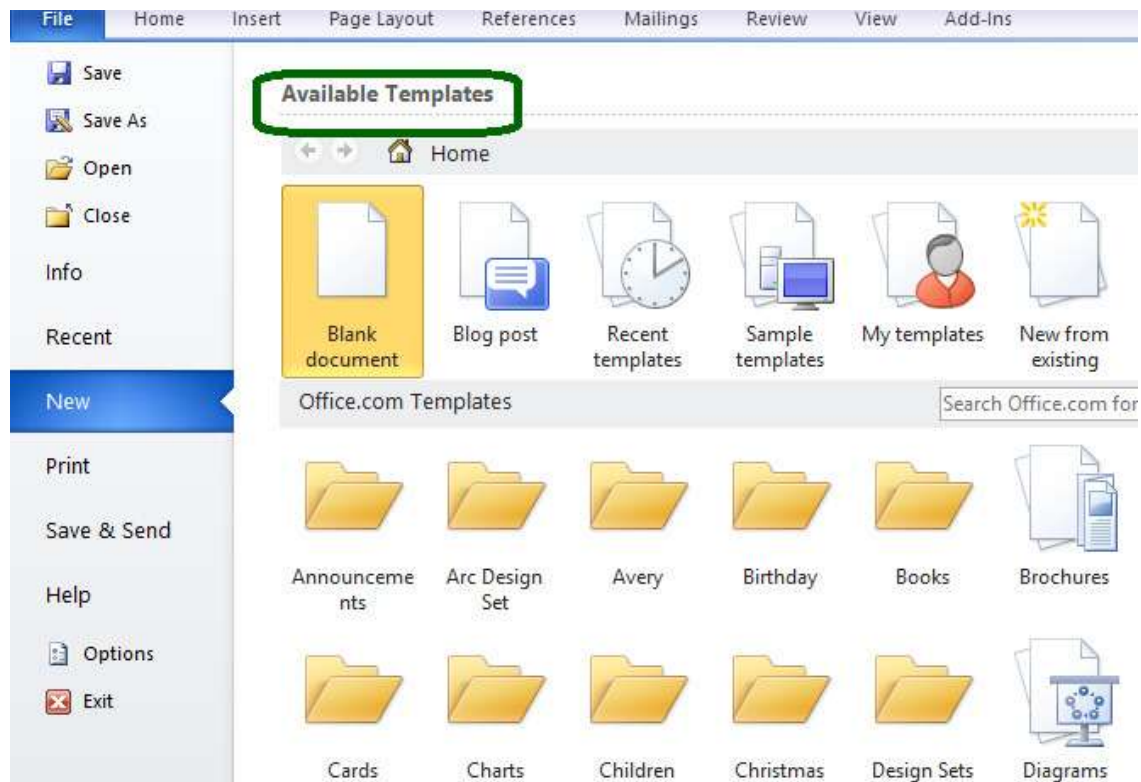 File Home Insert Page Layout References Mailings Review View Add-Ins
Save
Save As
Open
Close
Info
Recent
New
Print
Save & Send
Help
Options
Exit
Available Templates
Home
Blank
document
Blog post
Recent
templates
Sample
templates
My templates
New from
existing
Office.com Templates
Search Office.com for
Announceme
nts
Arc Design
Set
Avery
Birthday
Books
Brochures
Cards
Charts
Children
Christmas
Design Sets
Diagrams